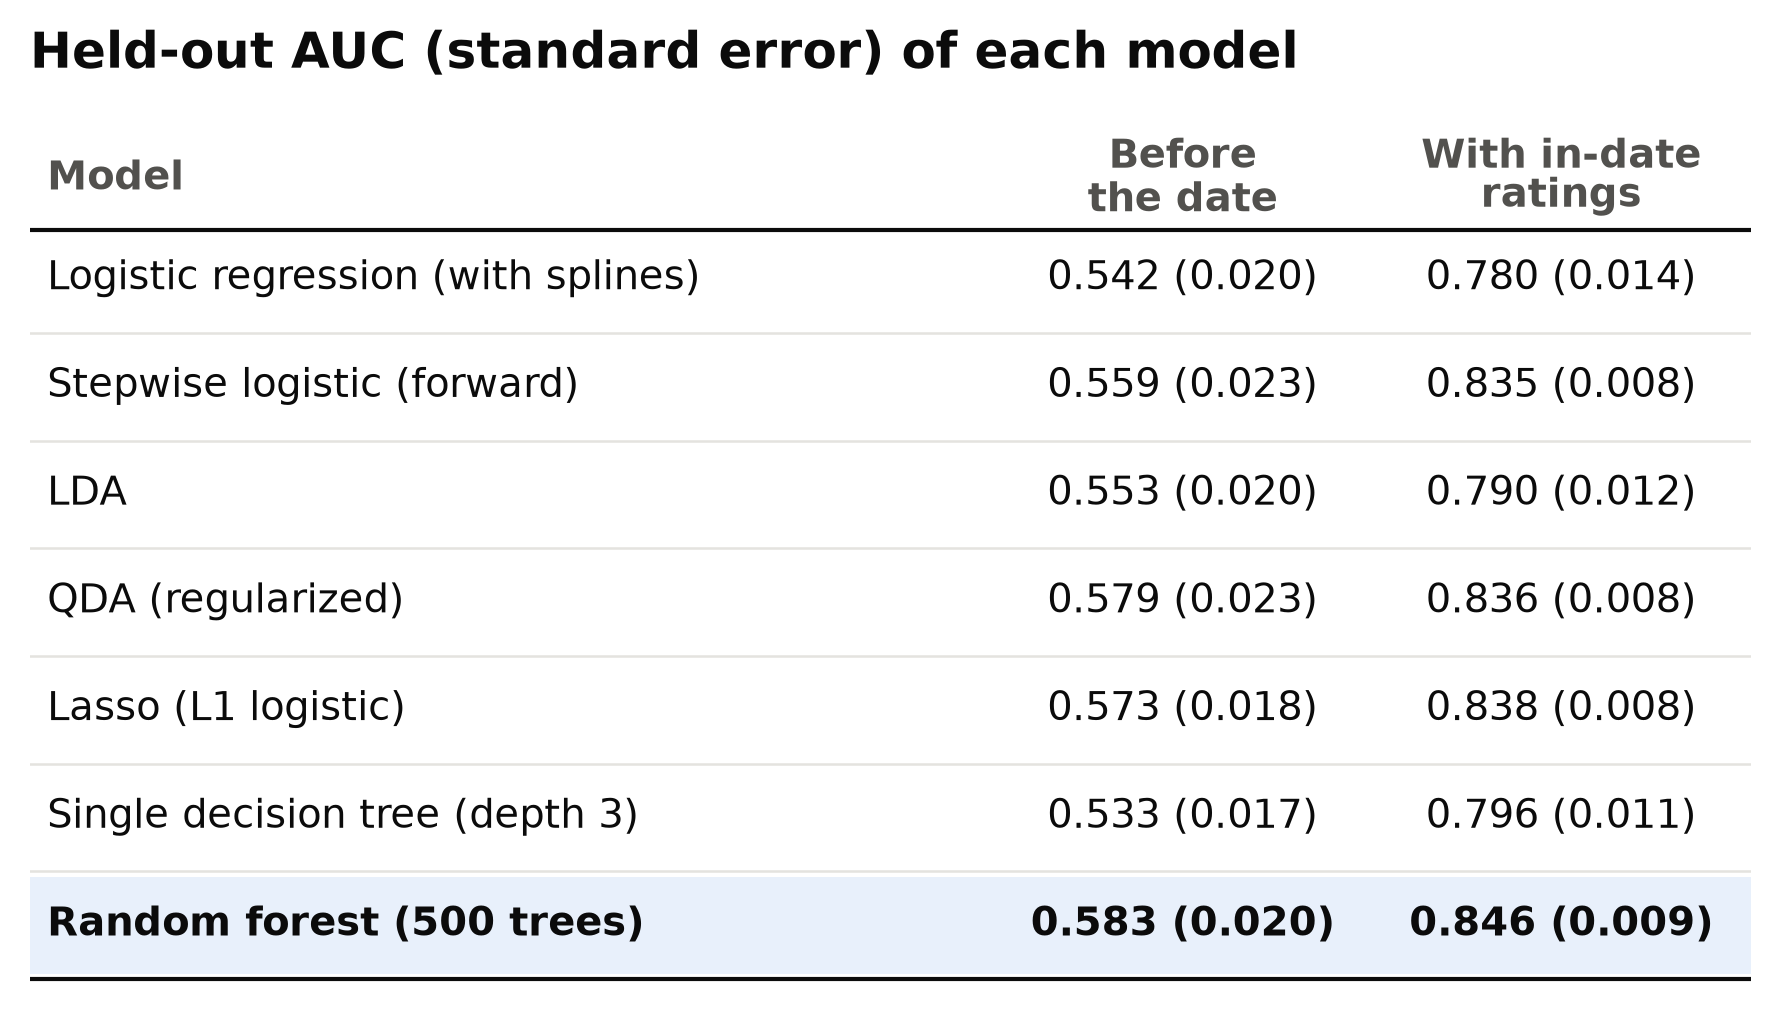 Held-out AUC (standard error) of each model
Model Before the date With in-date ratings
Logistic regression (with splines) 0.542 (0.020) 0.780 (0.014)
Stepwise logistic (forward) 0.559 (0.023) 0.835 (0.008)
LDA 0.553 (0.020) 0.790 (0.012)
QDA (regularized) 0.579 (0.023) 0.836 (0.008)
Lasso (L1 logistic) 0.573 (0.018) 0.838 (0.008)
Single decision tree (depth 3) 0.533 (0.017) 0.796 (0.011)
Random forest (500 trees) 0.583 (0.020) 0.846 (0.009)